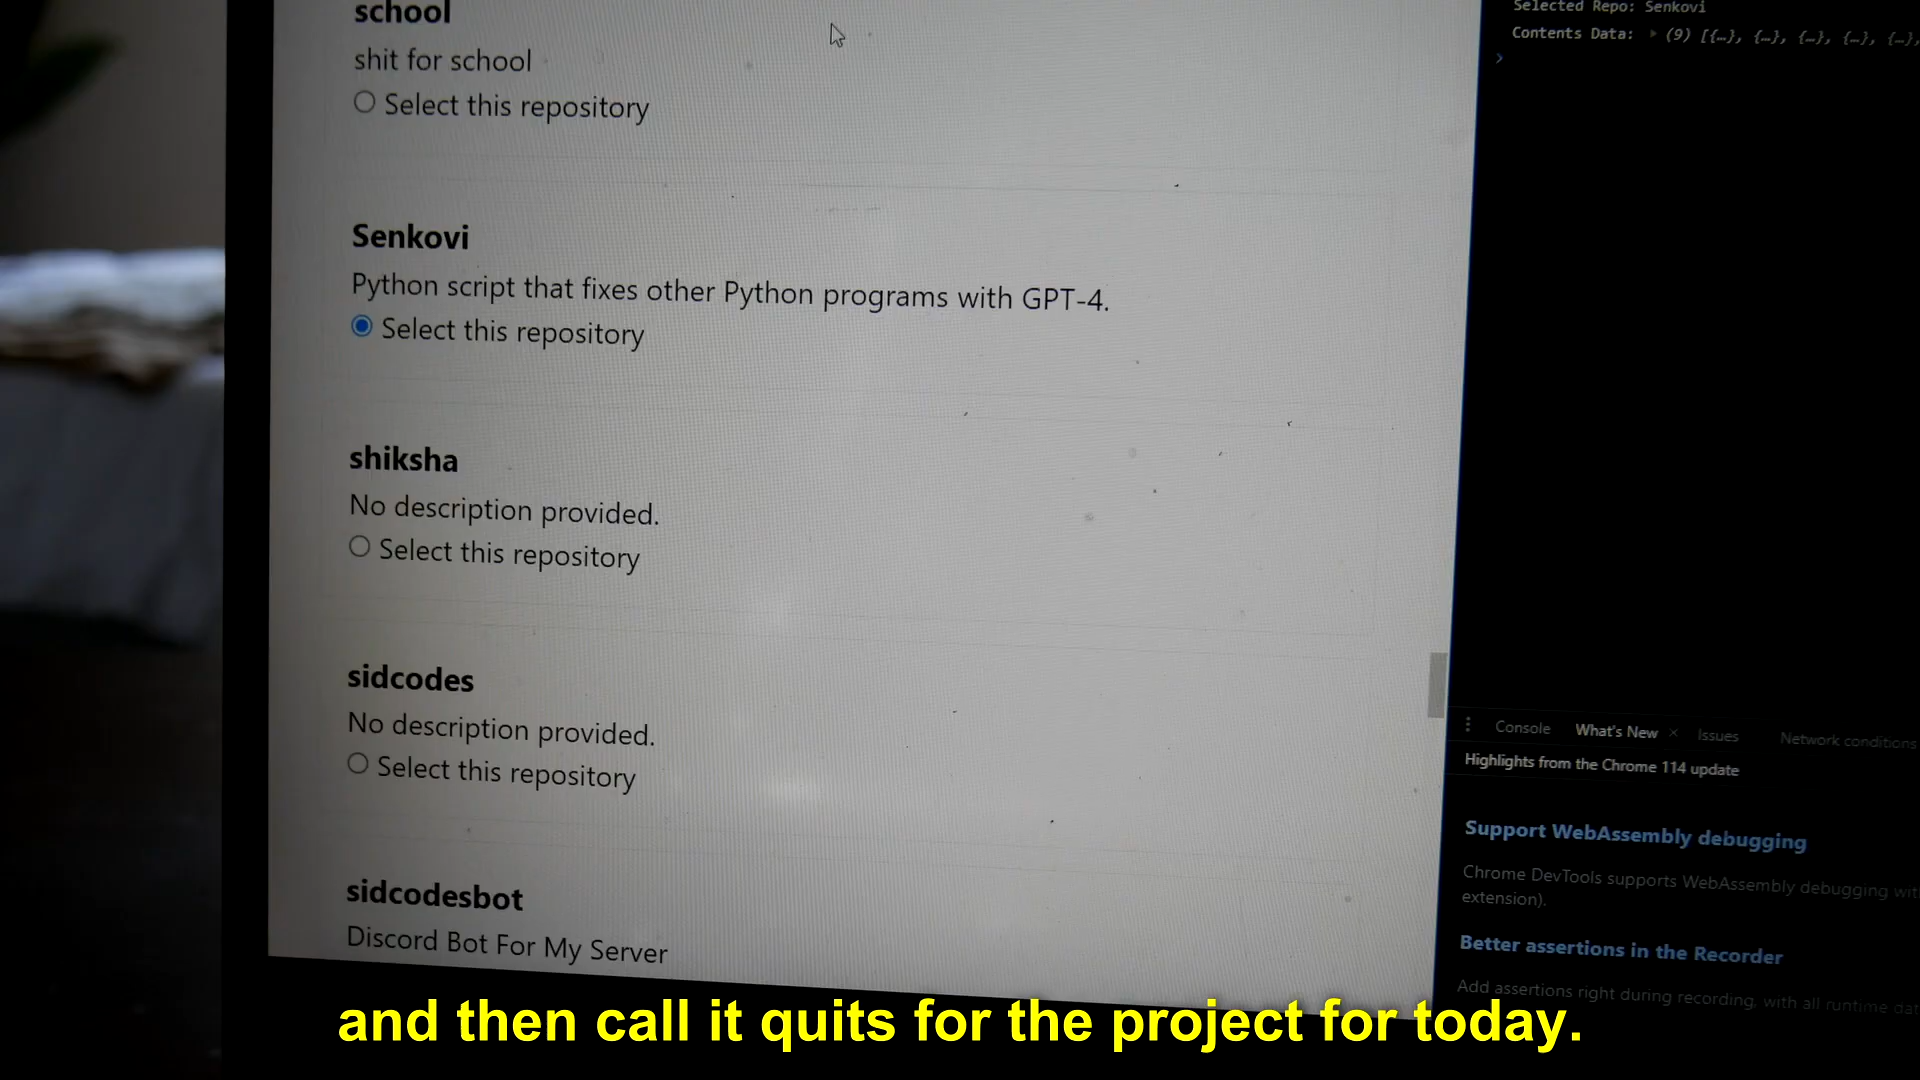 school
shit for school
Select this repository
Senkovi
Python script that fixes other Python programs with GPT-4.
Select this repository
shiksha
No description provided.
Select this repository
sidcodes
No description provided.
Select this repository
sidcodesbot
Discord Bot For My Server
Selected Repo: Senkovi
Contents Data: ▸ (9) [{…}, {…}, {…}, {…}, {…},
Console What's New × Issues Network conditions
Highlights from the Chrome 114 update
Support WebAssembly debugging
Chrome DevTools supports WebAssembly debugging wit
extension).
Better assertions in the Recorder
Add assertions right during recording, with all runtime dat
and then call it quits for the project for today.